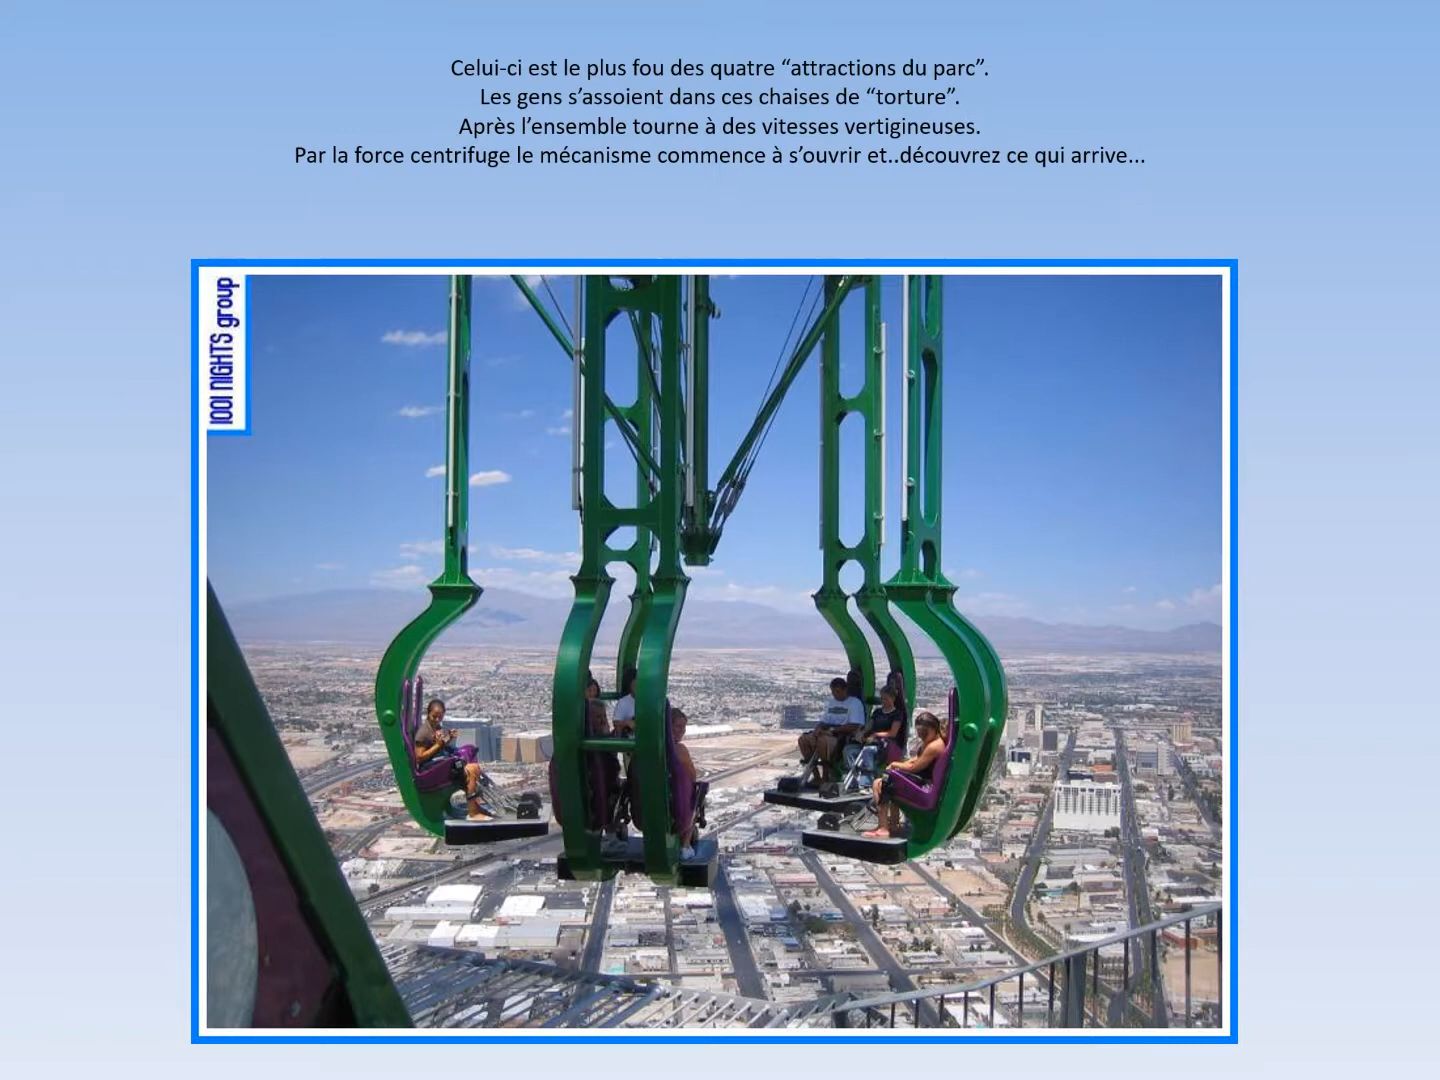 Celui-ci est le plus fou des quatre “attractions du parc”.
Les gens s’assoient dans ces chaises de “torture”.
Après l’ensemble tourne à des vitesses vertigineuses.
Par la force centrifuge le mécanisme commence à s’ouvrir et..découvrez ce qui arrive...
1001 NIGHTS group